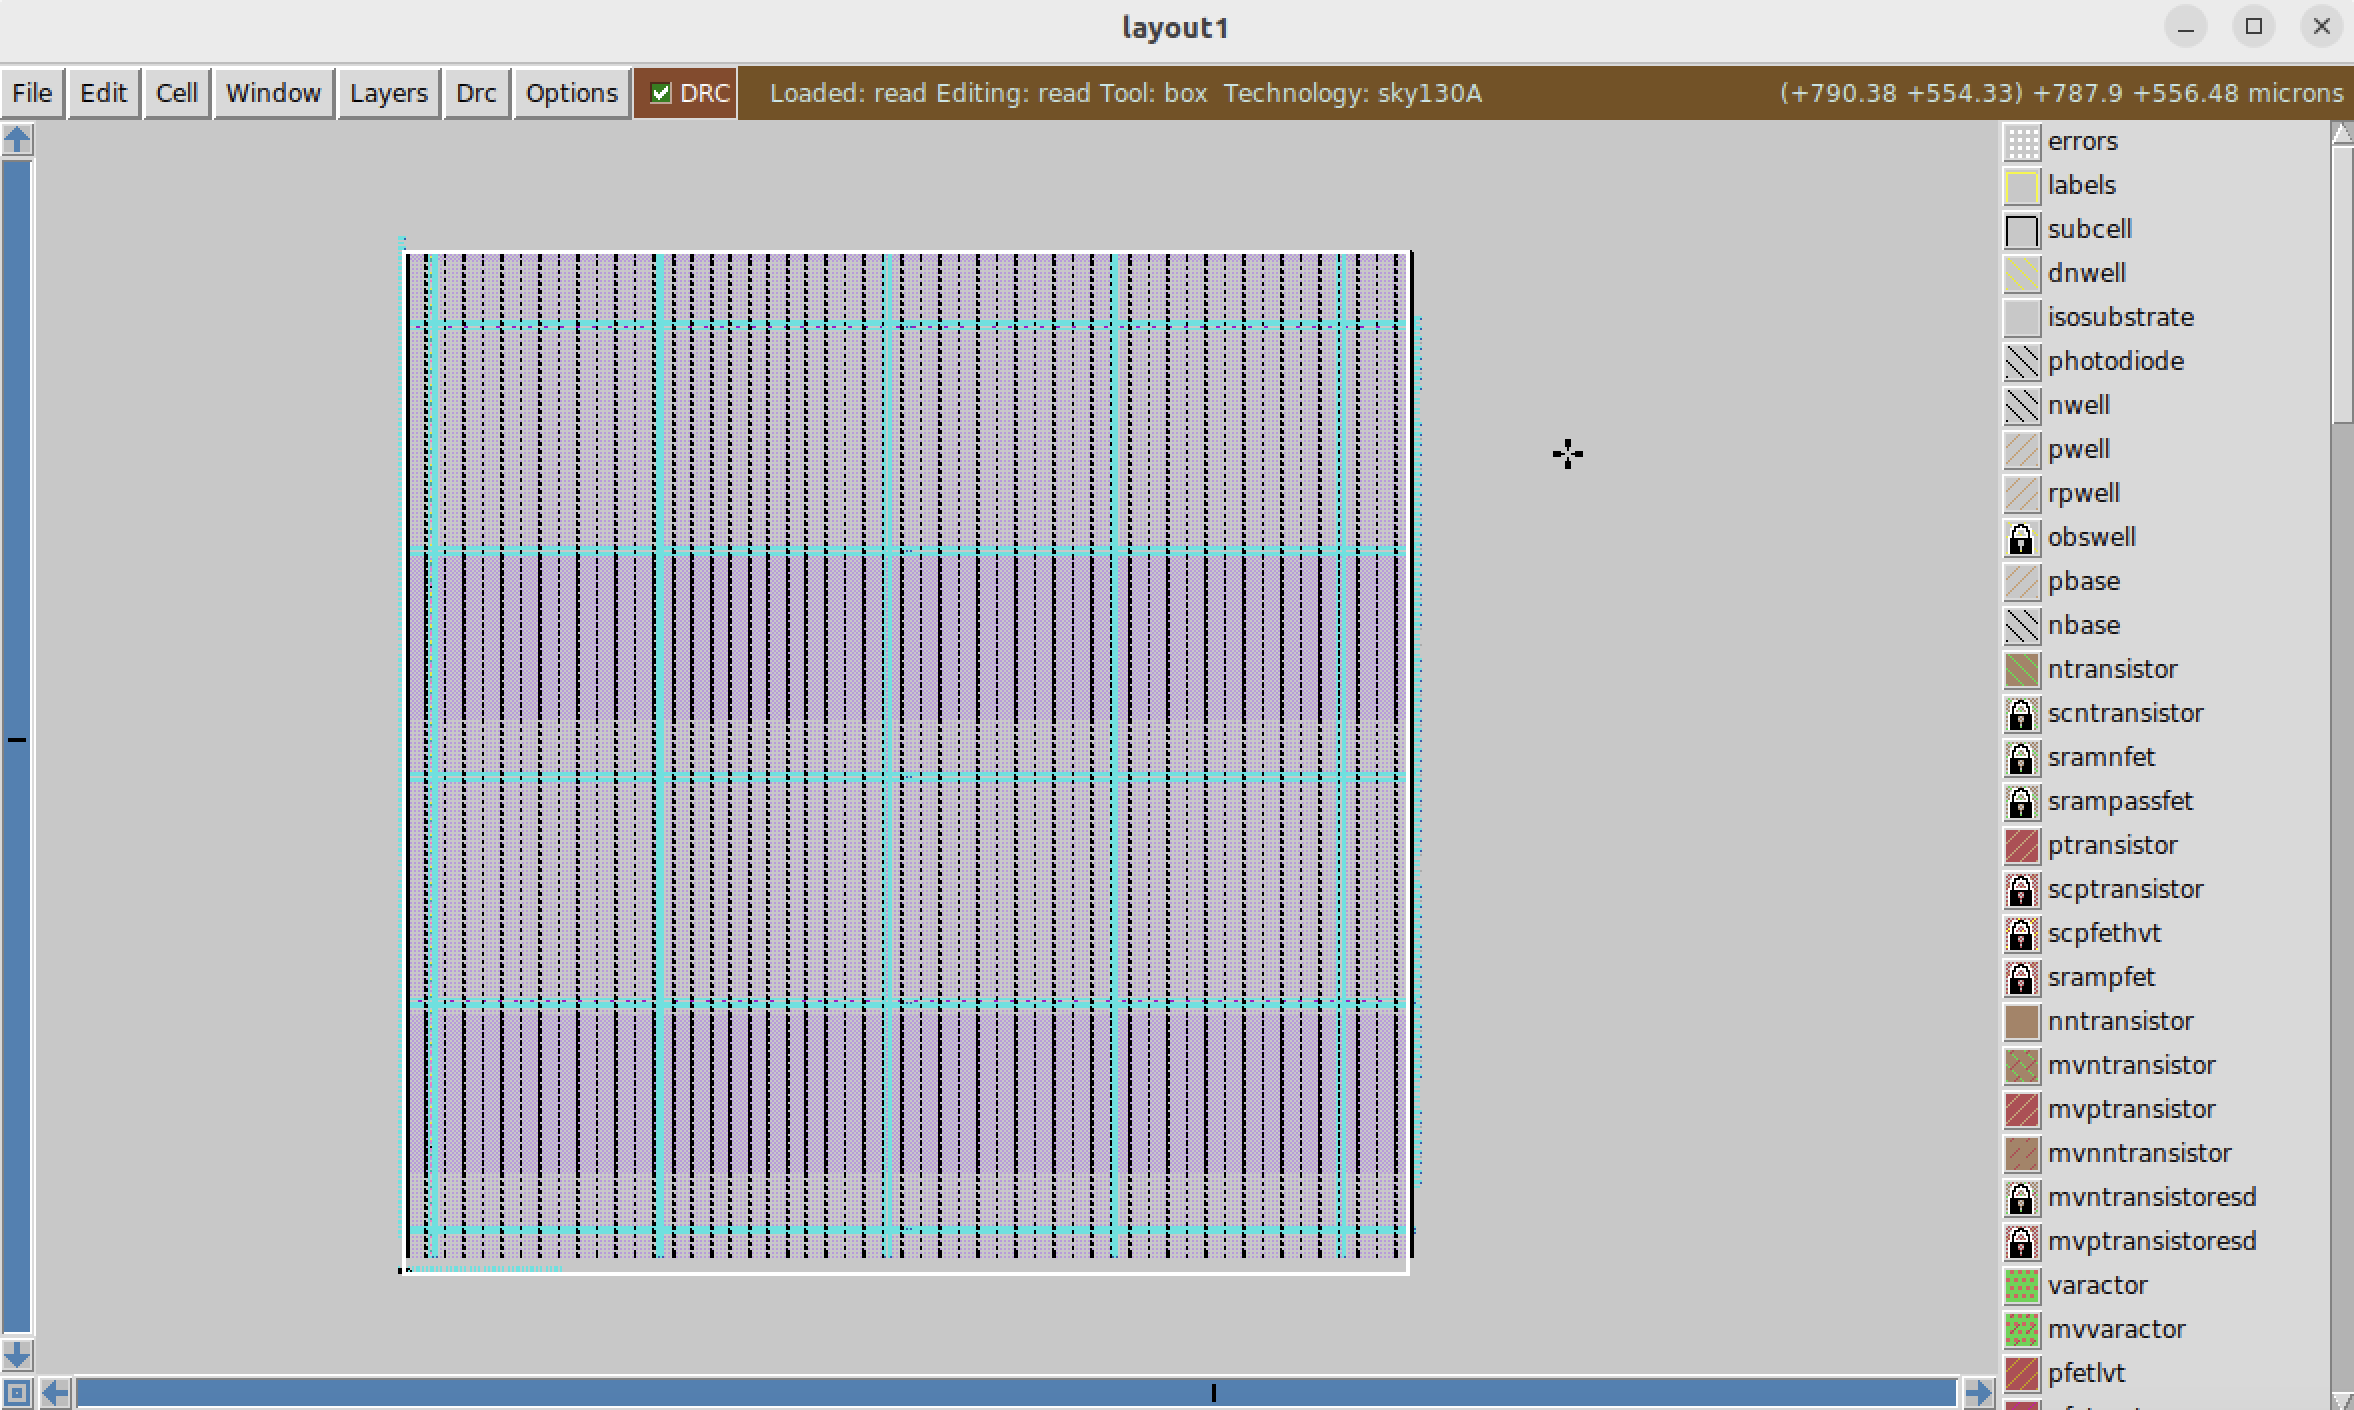 layout1
File Edit Cell Window Layers Drc Options DRC Loaded: read Editing: read Tool: box Technology: sky130A (+790.38 +554.33) +787.9 +556.48 microns
errors
labels
subcell
dnwell
isosubstrate
photodiode
nwell
pwell
rpwell
obswell
pbase
nbase
ntransistor
scntransistor
sramnfet
srampassfet
ptransistor
scptransistor
scpfethvt
srampfet
nntransistor
mvntransistor
mvptransistor
mvnntransistor
mvntransistoresd
mvptransistoresd
varactor
mvvaractor
pfetlvt